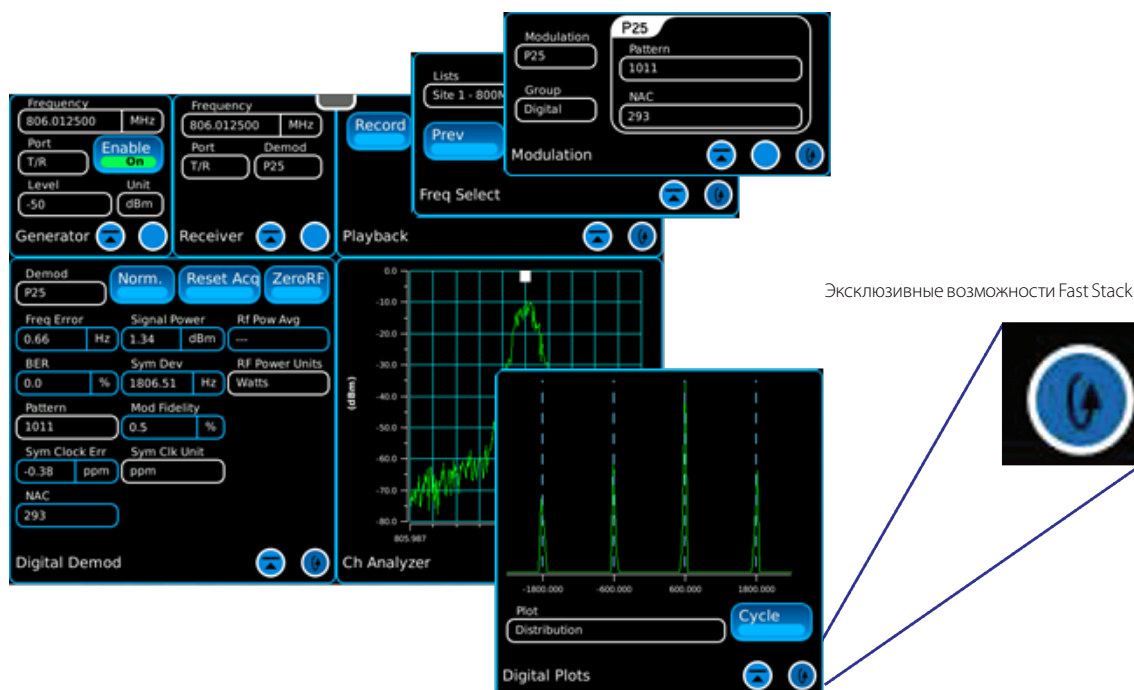 Modulation
P25
Group
Digital
P25
Pattern
1011
NAC
293
Modulation
Lists
Site 1 - 800M
Prev
Freq Select
Frequency
806.012500 MHz
Port
T/R
Enable
On
Level Unit
-50 dBm
Generator
Frequency
806.012500 MHz
Port Demod
T/R P25
Receiver
Record
Playback
Demod
P25
Norm. Reset Acq ZeroRF
Freq Error Signal Power Rf Pow Avg
0.66 Hz 1.34 dBm ---
BER Sym Dev RF Power Units
0.0 % 1806.51 Hz Watts
Pattern Mod Fidelity
1011 0.5 %
Sym Clock Err Sym Clk Unit
-0.38 ppm ppm
NAC
293
Digital Demod
0.0
-10.0
-20.0
-30.0
-40.0
-50.0
-60.0
-70.0
-80.0
(dBm)
805.987
Ch Analyzer
-1800.000 -600.000 600.000 1800.000
Plot
Distribution
Cycle
Digital Plots
Эксклюзивные возможности Fast Stack